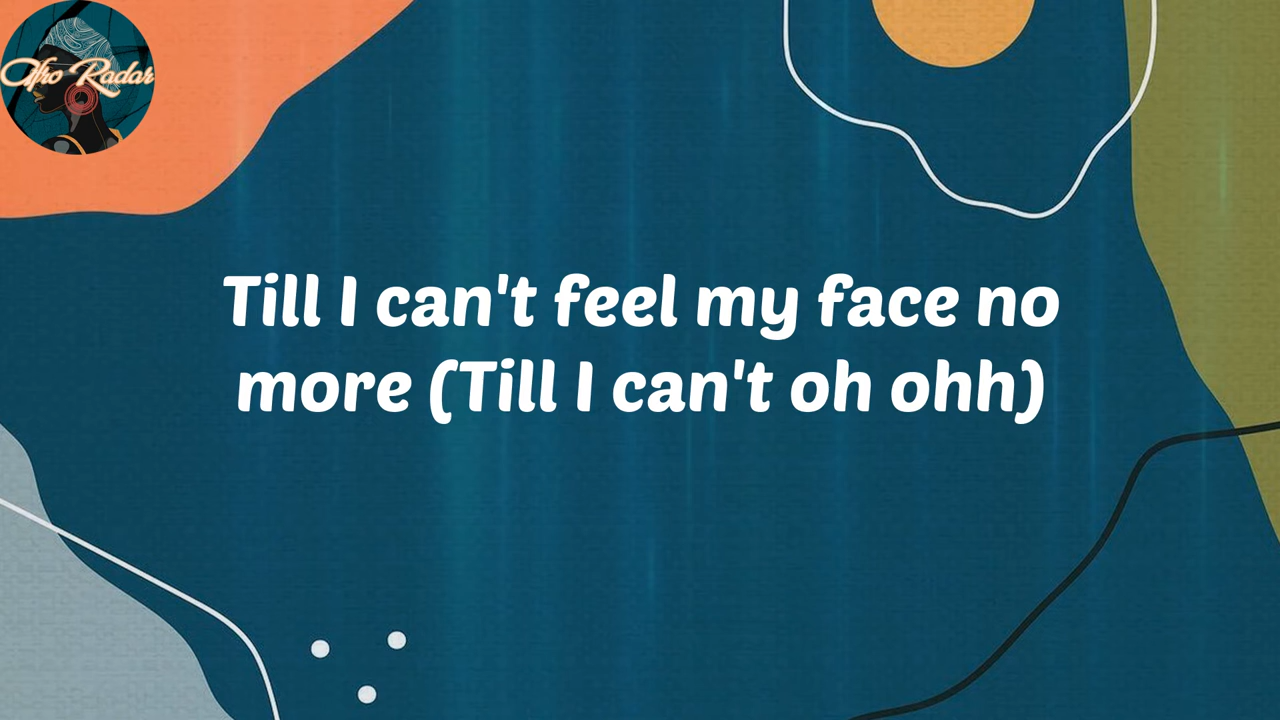 Afro Radar
Till I can't feel my face no
more (Till I can't oh ohh)